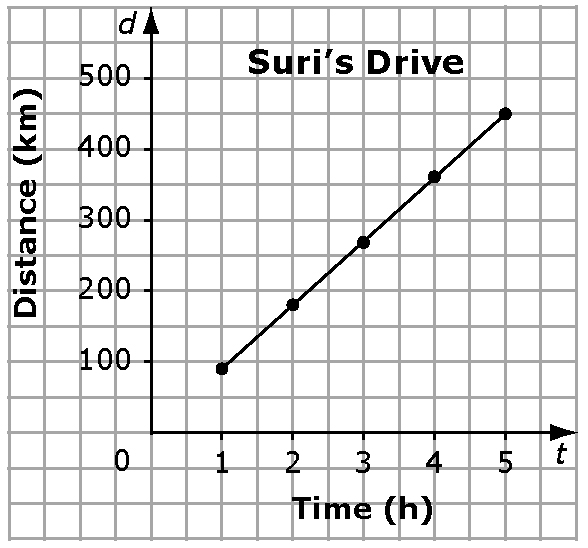 d
Suri's Drive
Distance (km)
500
400
300
200
100
0
1 2 3 4 5 t
Time (h)